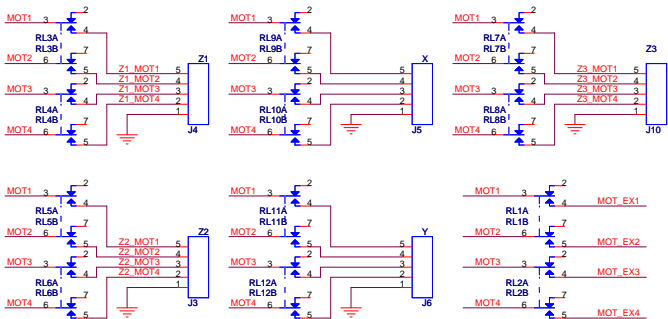 MOT1 3 2
4
RL3A
RL3B
7
MOT2 6
5
Z1
Z1_MOT1 5
Z1_MOT2 4
Z1_MOT3 3
Z1_MOT4 2
1
J4
MOT3 3 2
4
RL4A
RL4B
7
MOT4 6
5
MOT1 3 2
4
RL9A
RL9B
7
MOT2 6
5
X
5
4
3
2
1
J5
MOT3 3 2
4
RL10A
RL10B
7
MOT4 6
5
MOT1 3 2
4
RL7A
RL7B
7
MOT2 6
5
Z3
Z3_MOT1 5
Z3_MOT2 4
Z3_MOT3 3
Z3_MOT4 2
1
J10
MOT3 3 2
4
RL8A
RL8B
7
MOT4 6
5
MOT1 3 2
4
RL5A
RL5B
7
MOT2 6
5
Z2
Z2_MOT1 5
Z2_MOT2 4
Z2_MOT3 3
Z2_MOT4 2
1
J3
MOT3 3 2
4
RL6A
RL6B
7
MOT4 6
5
MOT1 3 2
4
RL11A
RL11B
7
MOT2 6
5
Y
5
4
3
2
1
J6
MOT3 3 2
4
RL12A
RL12B
7
MOT4 6
5
MOT1 3 2
4 MOT_EX1
RL1A
RL1B
7
MOT2 6
5 MOT_EX2
MOT3 3 2
4 MOT_EX3
RL2A
RL2B
7
MOT4 6
5 MOT_EX4